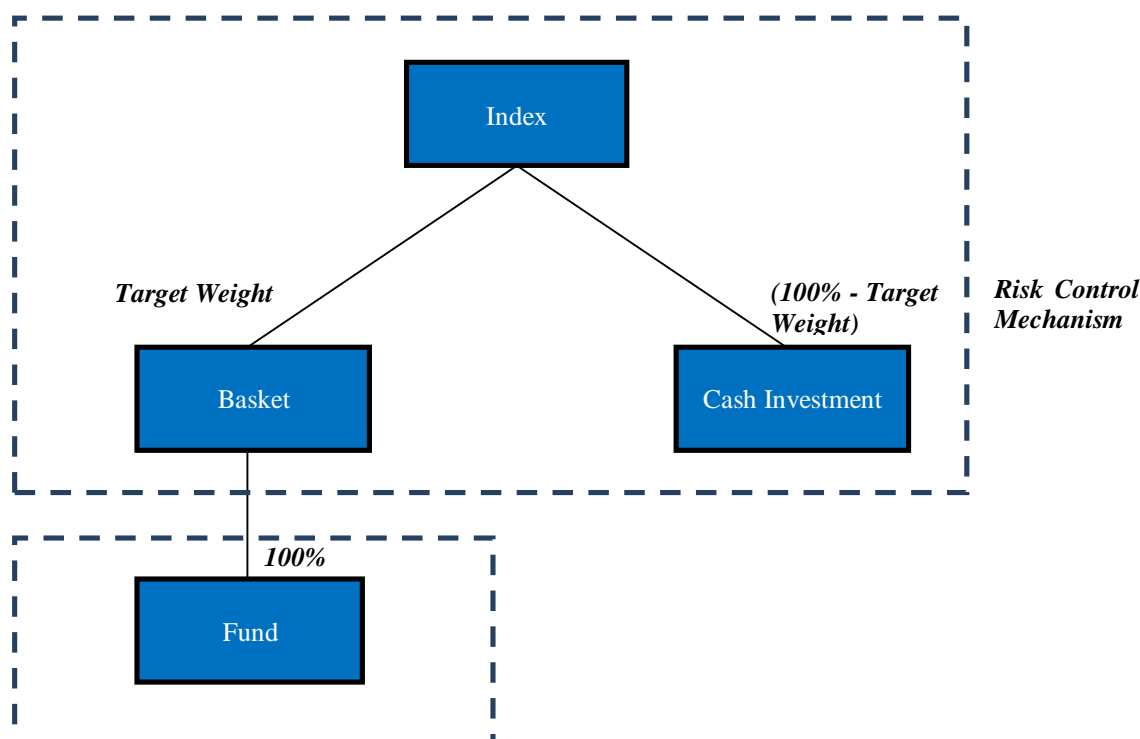 Index
Target Weight
(100% - Target
Weight)
Risk Control
Mechanism
Basket
Cash Investment
100%
Fund